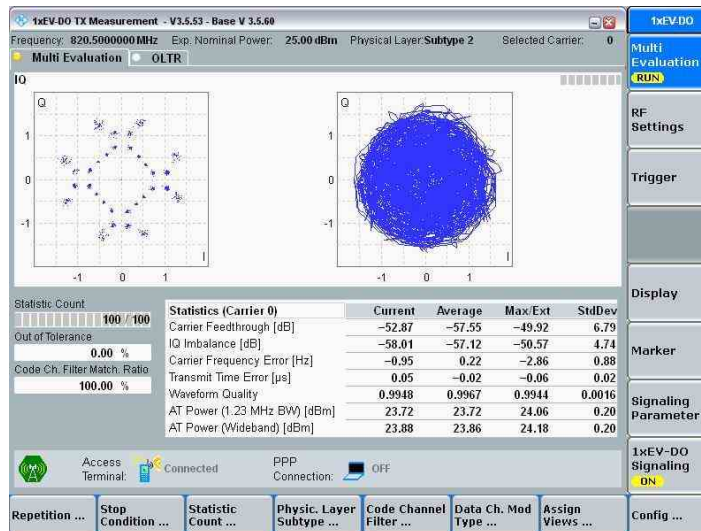 1xEV-DO TX Measurement - V3.5.53 - Base V 3.5.60
1xEV-DO
Frequency: 820.5000000 MHz Exp. Nominal Power: 25.00 dBm Physical Layer: Subtype 2 Selected Carrier: 0
Multi Evaluation OLTR
Multi Evaluation
RUN
IQ
Q
1
0
-1
I
-1 0 1
Q
1
0
-1
I
-1 0 1
RF Settings
Trigger
Display
Marker
Signaling Parameter
1xEV-DO Signaling
ON
Statistic Count
100 / 100
Out of Tolerance
0.00 %
Code Ch. Filter Match. Ratio
100.00 %
Statistics (Carrier 0) Current Average Max/Ext StdDev
Carrier Feedthrough [dB] -52.87 -57.55 -49.92 6.79
IQ Imbalance [dB] -58.01 -57.12 -50.57 4.74
Carrier Frequency Error [Hz] -0.95 0.22 -2.86 0.88
Transmit Time Error [µs] 0.05 -0.02 -0.06 0.02
Waveform Quality 0.9948 0.9967 0.9944 0.0016
AT Power (1.23 MHz BW) [dBm] 23.72 23.72 24.06 0.20
AT Power (Wideband) [dBm] 23.88 23.86 24.18 0.20
Access Terminal: Connected PPP Connection: OFF
Repetition ... Stop Condition ... Statistic Count ... Physic. Layer Subtype ... Code Channel Filter ... Data Ch. Mod Type ... Assign Views ... Config ...